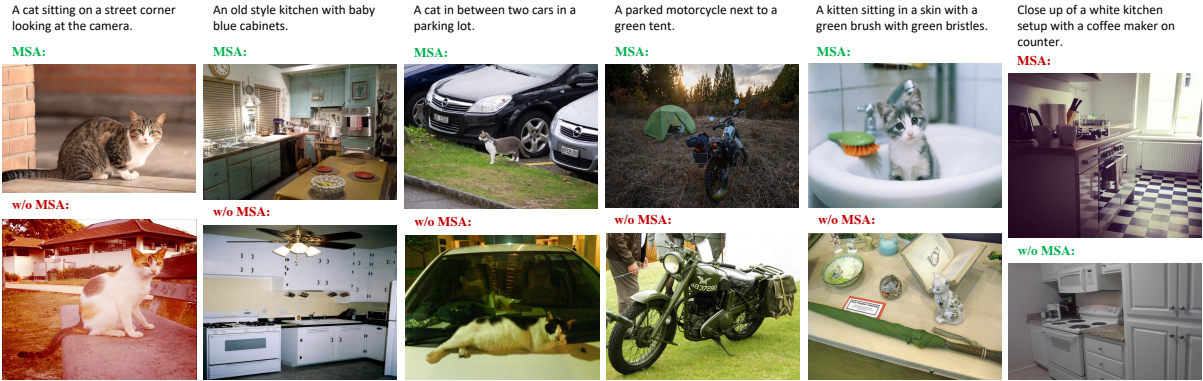 A cat sitting on a street corner
looking at the camera.
MSA:
w/o MSA:
An old style kitchen with baby
blue cabinets.
MSA:
w/o MSA:
A cat in between two cars in a
parking lot.
MSA:
w/o MSA:
A parked motorcycle next to a
green tent.
MSA:
w/o MSA:
A kitten sitting in a skin with a
green brush with green bristles.
MSA:
w/o MSA:
Close up of a white kitchen
setup with a coffee maker on
counter.
MSA:
w/o MSA: